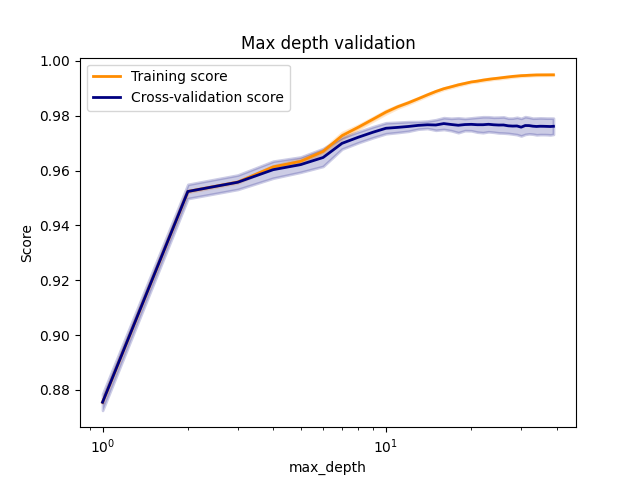 Max depth validation
Training score
Cross-validation score
1.00
0.98
0.96
0.94
0.92
0.90
0.88
Score
10⁰
10¹
max_depth